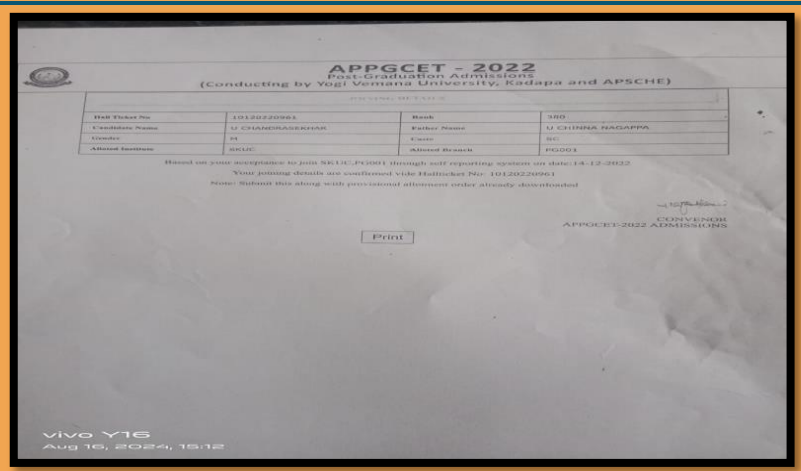 APPGCET - 2022
Post-Graduation Admissions
(Conducting by Yogi Vemana University, Kadapa and APSCHE)
DETAILS
Hall Ticket No 10120220961 Rank 380
Candidate Name U CHANDRASEKHAR Father Name U CHINNA NAGAPPA
Gender M Caste SC
Alloted Institute SKUC Alloted Branch PG001
Based on your acceptance to join SKUC,PG001 through self reporting system on date:14-12-2022
Your joining details are confirmed vide Hallticket No: 10120220961
Note: Submit this along with provisional allotment order already downloaded
CONVENOR
APPGCET-2022 ADMISSIONS
Print
vivo Y16
Aug 16, 2024, 15:12